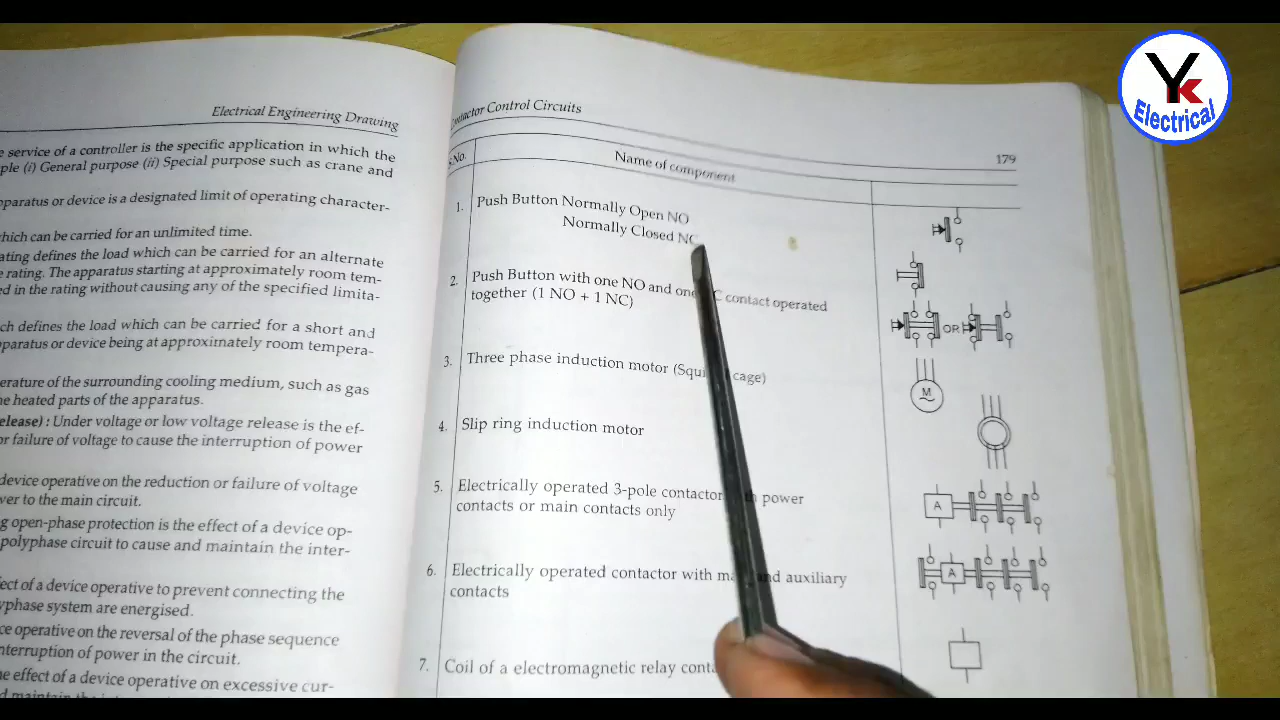 Electrical Engineering Drawing
e service of a controller is the specific application in which the
ple (i) General purpose (ii) Special purpose such as crane and
pparatus or device is a designated limit of operating character-
which can be carried for an unlimited time.
ating defines the load which can be carried for an alternate
e rating. The apparatus starting at approximately room tem-
ed in the rating without causing any of the specified limita-
ch defines the load which can be carried for a short and
pparatus or device being at approximately room tempera-
erature of the surrounding cooling medium, such as gas
he heated parts of the apparatus.
elease) : Under voltage or low voltage release is the ef-
or failure of voltage to cause the interruption of power
device operative on the reduction or failure of voltage
wer to the main circuit.
ng open-phase protection is the effect of a device op-
polyphase circuit to cause and maintain the inter-
fect of a device operative to prevent connecting the
yphase system are energised.
ce operative on the reversal of the phase sequence
nterruption of power in the circuit.
he effect of a device operative on excessive cur-
Contactor Control Circuits
179
S.No.
Name of component
1. Push Button Normally Open NO
Normally Closed NC
2. Push Button with one NO and one NC contact operated
together (1 NO + 1 NC)
OR
3. Three phase induction motor (Squi cage)
M
4. Slip ring induction motor
5. Electrically operated 3-pole contactor power
contacts or main contacts only
A
6. Electrically operated contactor with ma and auxiliary
contacts
A
7. Coil of a electromagnetic relay conta
YK
Electrical